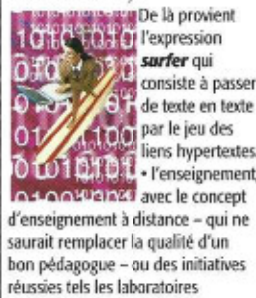 De là provient
l'expression
surfer qui
consiste à passer
de texte en texte
par le jeu des
liens hypertextes
• l'enseignement
avec le concept
d'enseignement à distance – qui ne
saurait remplacer la qualité d'un
bon pédagogue – ou des initiatives
réussies tels les laboratoires